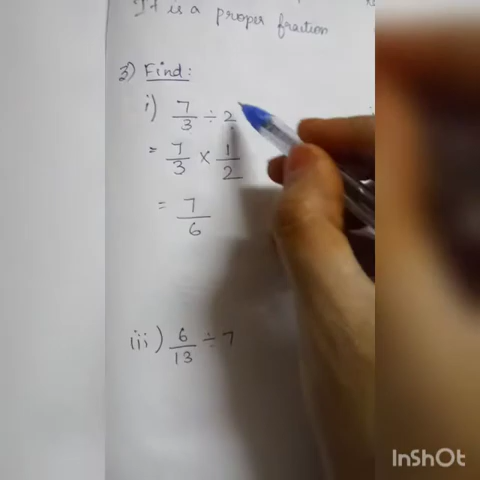 It is a proper fraction
3) Find:
i) 7/3 ÷ 2
= 7/3 × 1/2
= 7/6
iii) 6/13 ÷ 7
InShOt